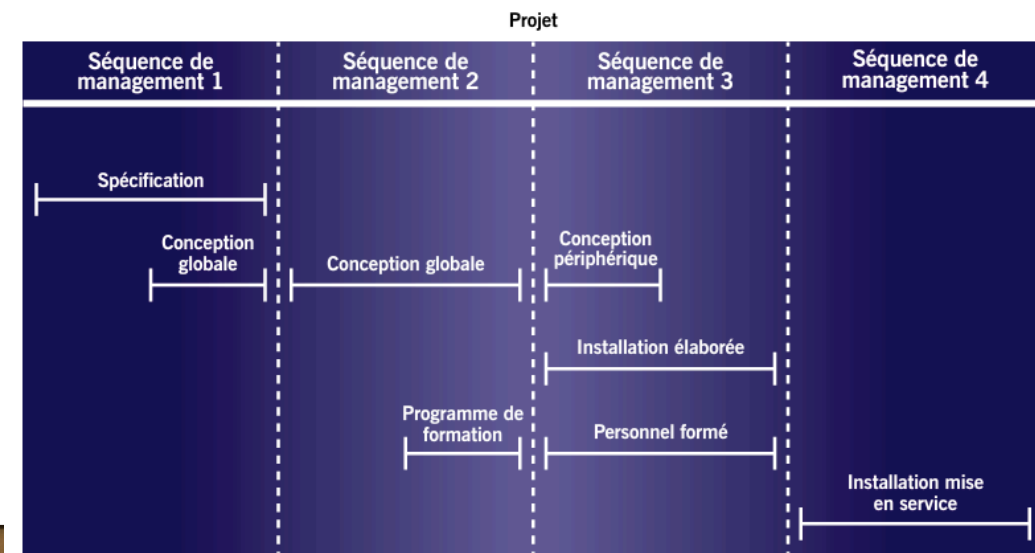 Projet
Séquence de
management 1
Séquence de
management 2
Séquence de
management 3
Séquence de
management 4
Spécification
Conception
globale
Conception globale
Conception
périphérique
Installation élaborée
Programme de
formation
Personnel formé
Installation mise
en service